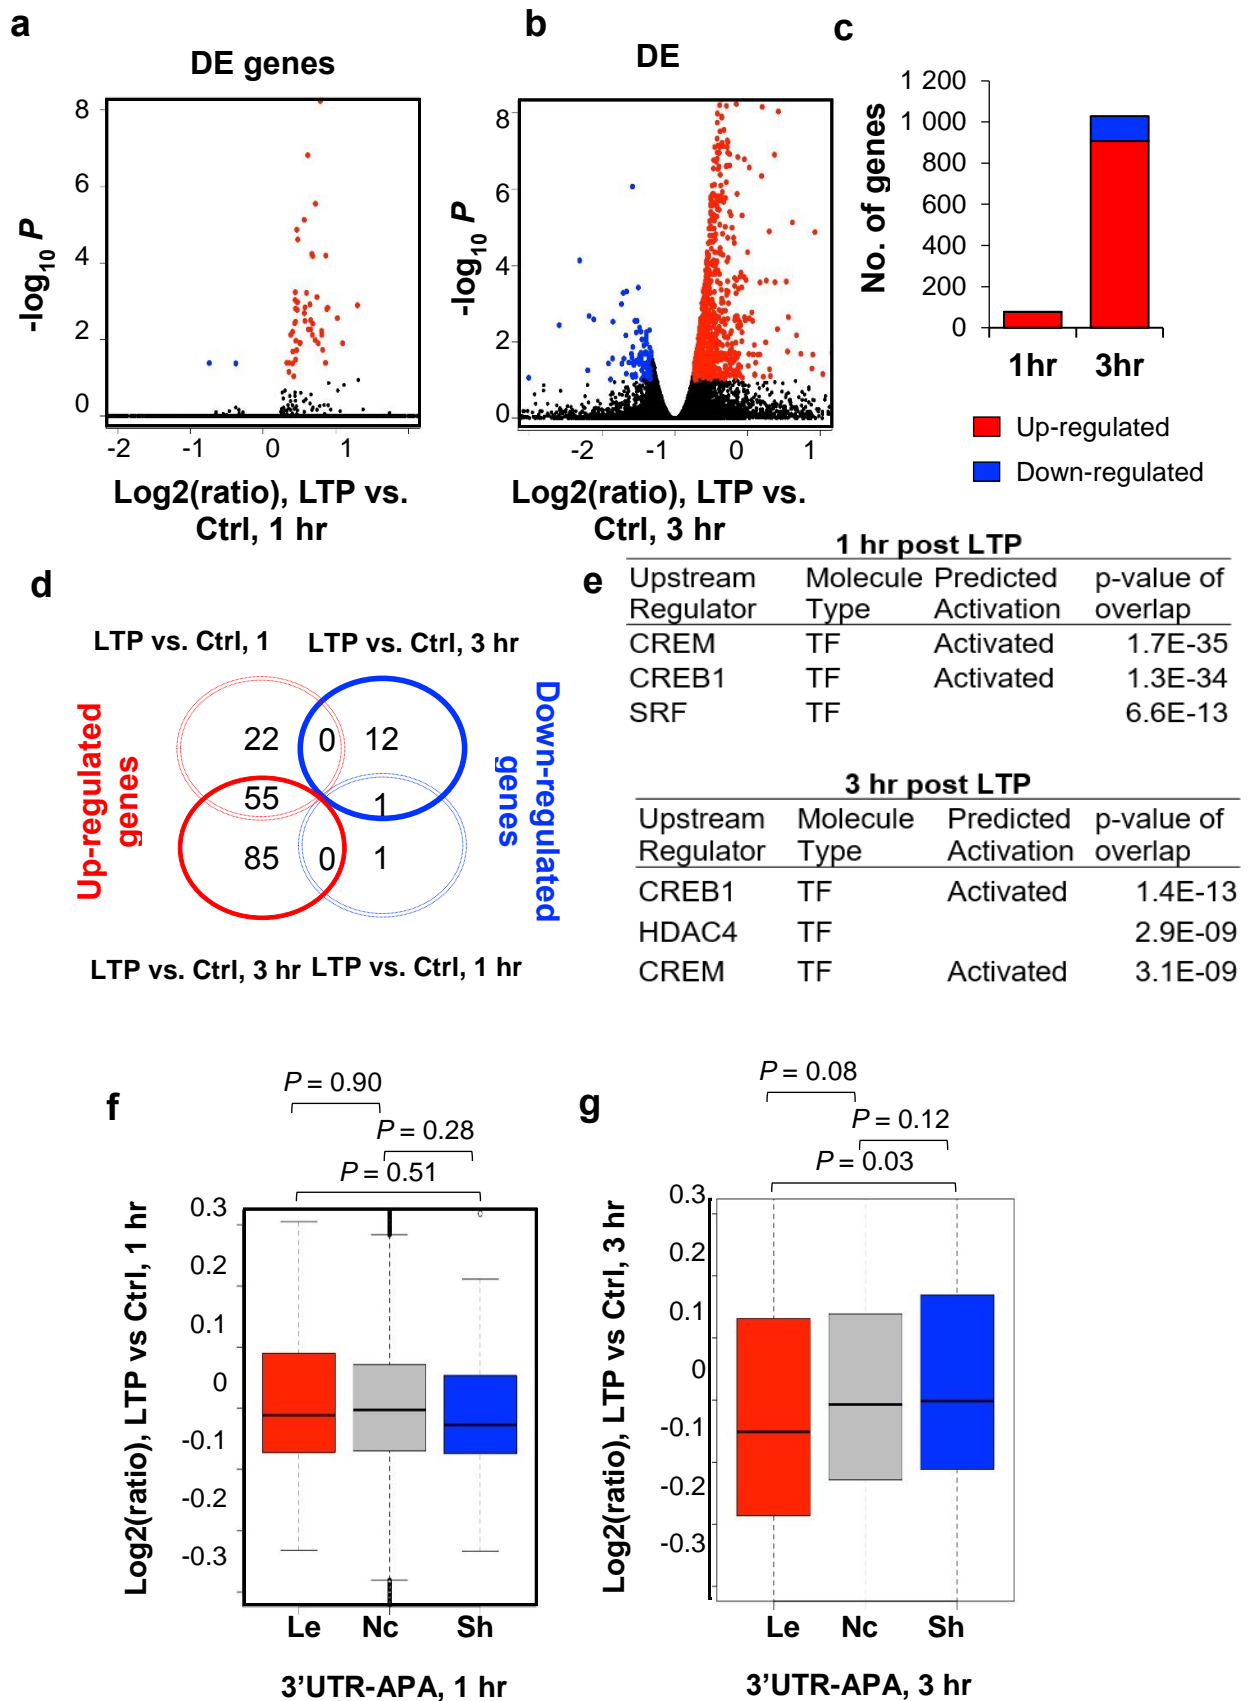 a
DE genes
-log10 P
8
6
4
2
0
-2
-1
0
1
Log2(ratio), LTP vs.
Ctrl, 1 hr
b
DE
-log10 P
8
6
4
2
0
-2
-1
0
1
Log2(ratio), LTP vs.
Ctrl, 3 hr
c
No. of genes
1 200
1 000
800
600
400
200
0
1hr
3hr
Up-regulated
Down-regulated
d
LTP vs. Ctrl, 1
LTP vs. Ctrl, 3 hr
Up-regulated
genes
Down-regulated
genes
22
0
12
55
1
85
0
1
LTP vs. Ctrl, 3 hr
LTP vs. Ctrl, 1 hr
e
1 hr post LTP
Upstream Molecule Predicted p-value of
Regulator Type Activation overlap
CREM TF Activated 1.7E-35
CREB1 TF Activated 1.3E-34
SRF TF 6.6E-13
3 hr post LTP
Upstream Molecule Predicted p-value of
Regulator Type Activation overlap
CREB1 TF Activated 1.4E-13
HDAC4 TF 2.9E-09
CREM TF Activated 3.1E-09
f
P = 0.90
P = 0.28
P = 0.51
Log2(ratio), LTP vs Ctrl, 1 hr
0.3
0.2
0.1
0
-0.1
-0.2
-0.3
Le
Nc
Sh
3’UTR-APA, 1 hr
g
P = 0.08
P = 0.12
P = 0.03
Log2(ratio), LTP vs Ctrl, 3 hr
0.3
0.2
0.1
0
-0.1
-0.2
-0.3
Le
Nc
Sh
3’UTR-APA, 3 hr